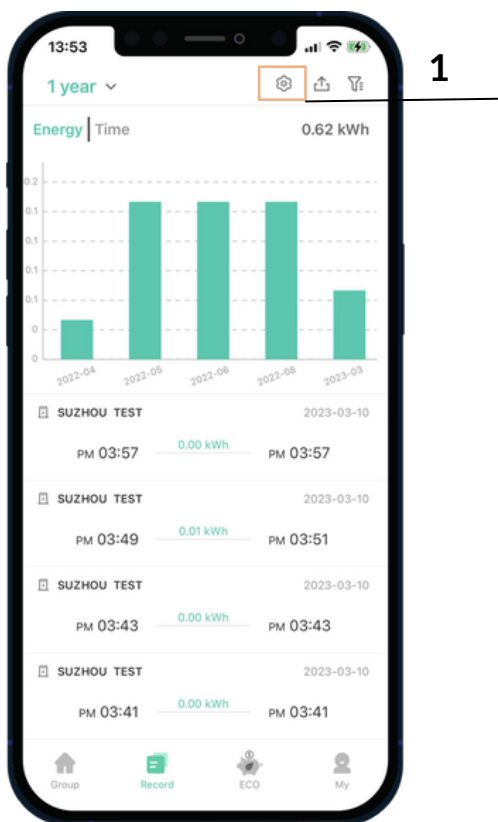 13:53
1
1 year
Energy Time 0.62 kWh
0.2
0.1
0.1
0.1
0.1
0
0
2022-04 2022-05 2022-06 2022-08 2023-03
SUZHOU TEST 2023-03-10
PM 03:57 0.00 kWh PM 03:57
SUZHOU TEST 2023-03-10
PM 03:49 0.01 kWh PM 03:51
SUZHOU TEST 2023-03-10
PM 03:43 0.00 kWh PM 03:43
SUZHOU TEST 2023-03-10
PM 03:41 0.00 kWh PM 03:41
Group Record ECO My